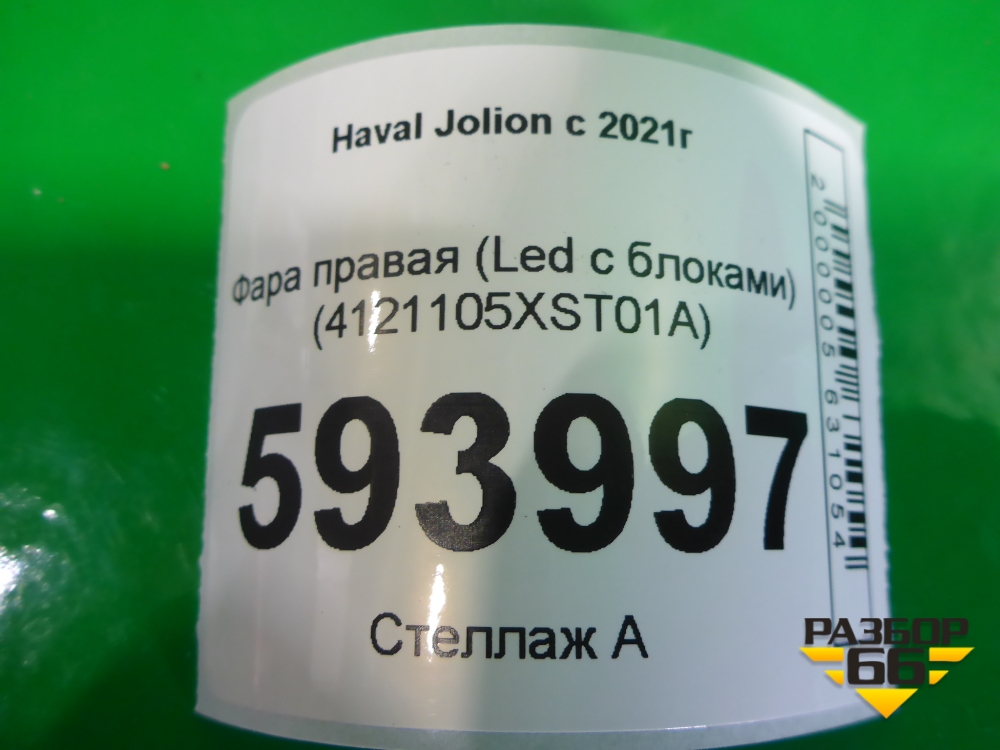 Haval Jolion с 2021г
Фара правая (Led с блоками)
(4121105XST01A)
593997
Стеллаж А
2000005631054
РАЗБОР
66